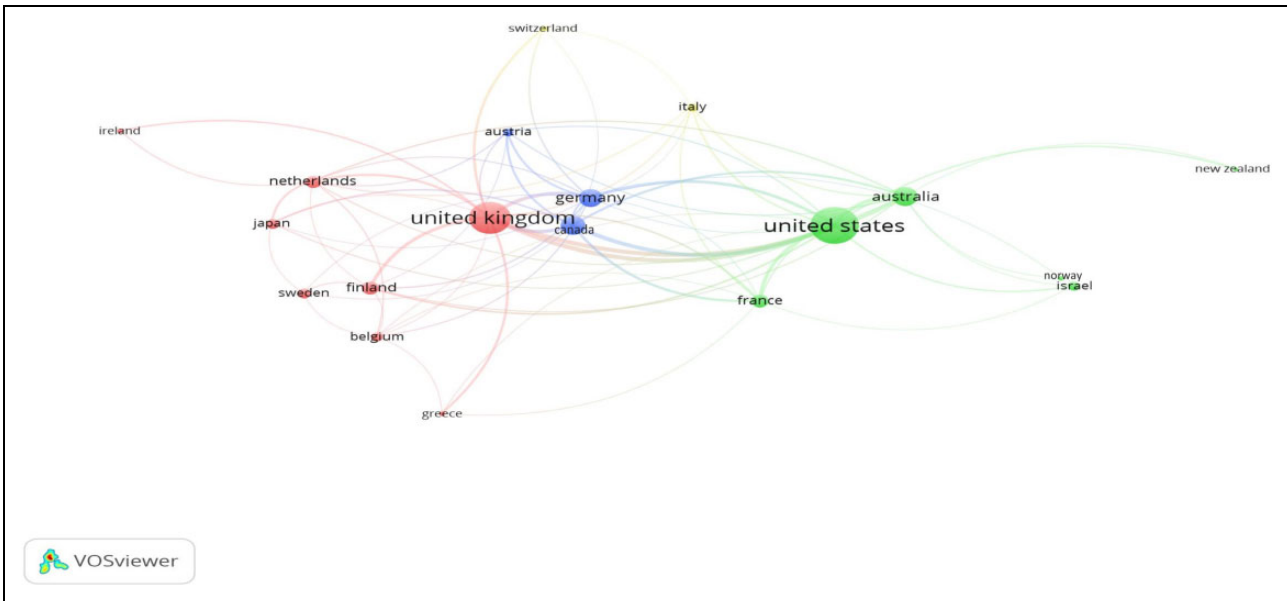 switzerland
italy
ireland
austria
new zealand
netherlands
germany
australia
japan
united kingdom
canada
united states
norway
israel
sweden
finland
france
belgium
greece
VOSviewer